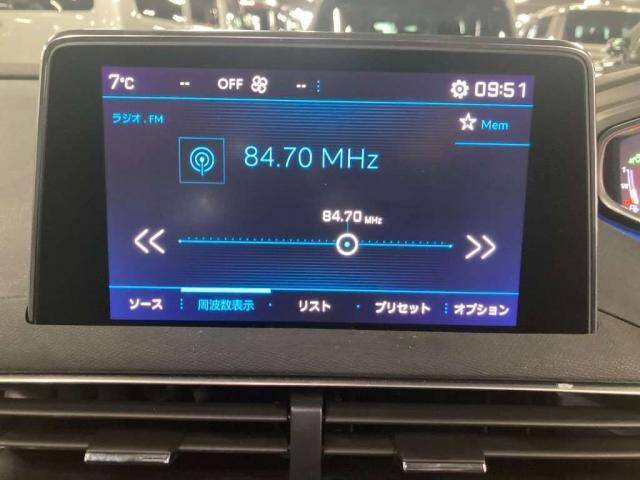 7°C -- OFF -- 09:51
ラジオ . FM
Mem
84.70 MHz
84.70 MHz
ソース 周波数表示 リスト プリセット オプション